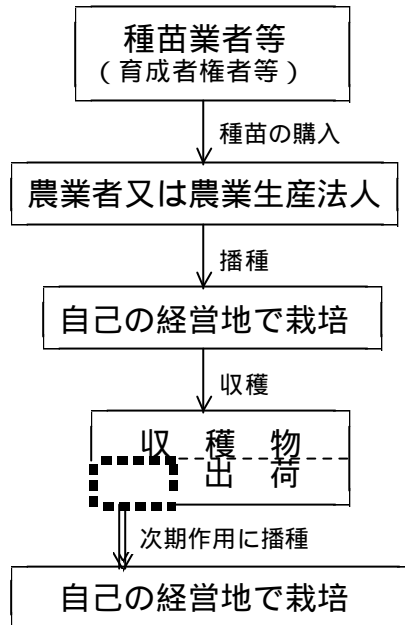 種苗業者等
（育成者権者等）
種苗の購入
農業者又は農業生産法人
播種
自己の経営地で栽培
収穫
収穫物
出荷
次期作用に播種
自己の経営地で栽培